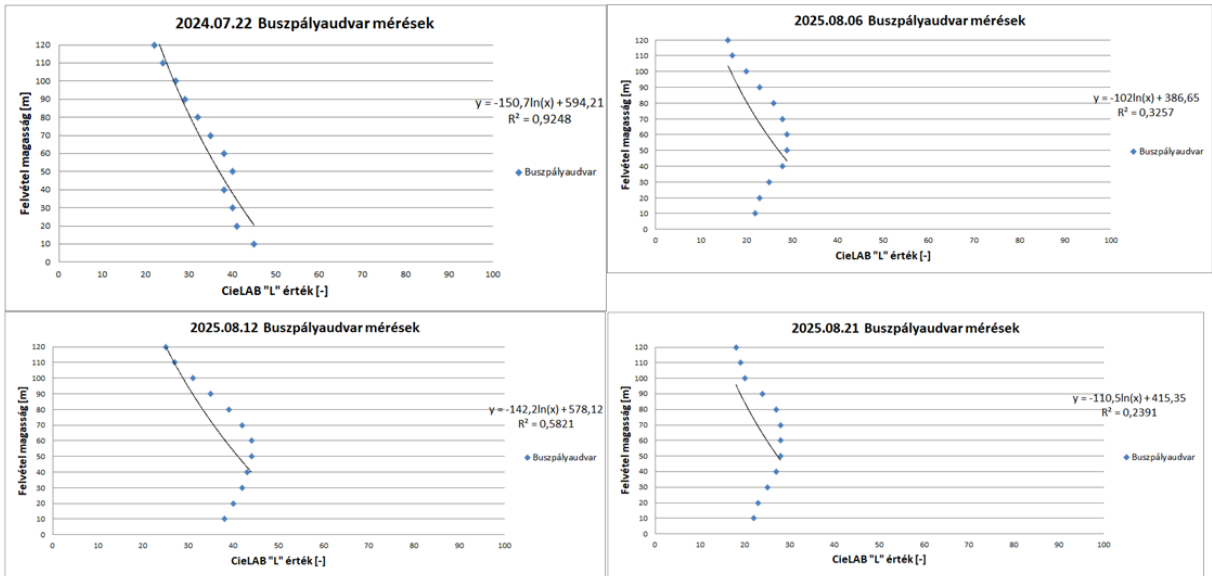 2024.07.22 Buszpályaudvar mérések
Felvétel magasság [m]
120
110
100
90
80
70
60
50
40
30
20
10
0
y = -150,7ln(x) + 594,21
R² = 0,9248
Buszpályaudvar
0 10 20 30 40 50 60 70 80 90 100
CieLAB "L" érték [-]
2025.08.06 Buszpályaudvar mérések
Felvétel magasság [m]
120
110
100
90
80
70
60
50
40
30
20
10
0
y = -102ln(x) + 386,65
R² = 0,3257
Buszpályaudvar
0 10 20 30 40 50 60 70 80 90 100
CieLAB "L" érték [-]
2025.08.12 Buszpályaudvar mérések
Felvétel magasság [m]
120
110
100
90
80
70
60
50
40
30
20
10
0
y = -142,2ln(x) + 578,12
R² = 0,5821
Buszpályaudvar
0 10 20 30 40 50 60 70 80 90 100
CieLAB "L" érték [-]
2025.08.21 Buszpályaudvar mérések
Felvétel magasság [m]
120
110
100
90
80
70
60
50
40
30
20
10
0
y = -110,5ln(x) + 415,35
R² = 0,2391
Buszpályaudvar
0 10 20 30 40 50 60 70 80 90 100
CieLAB "L" érték [-]